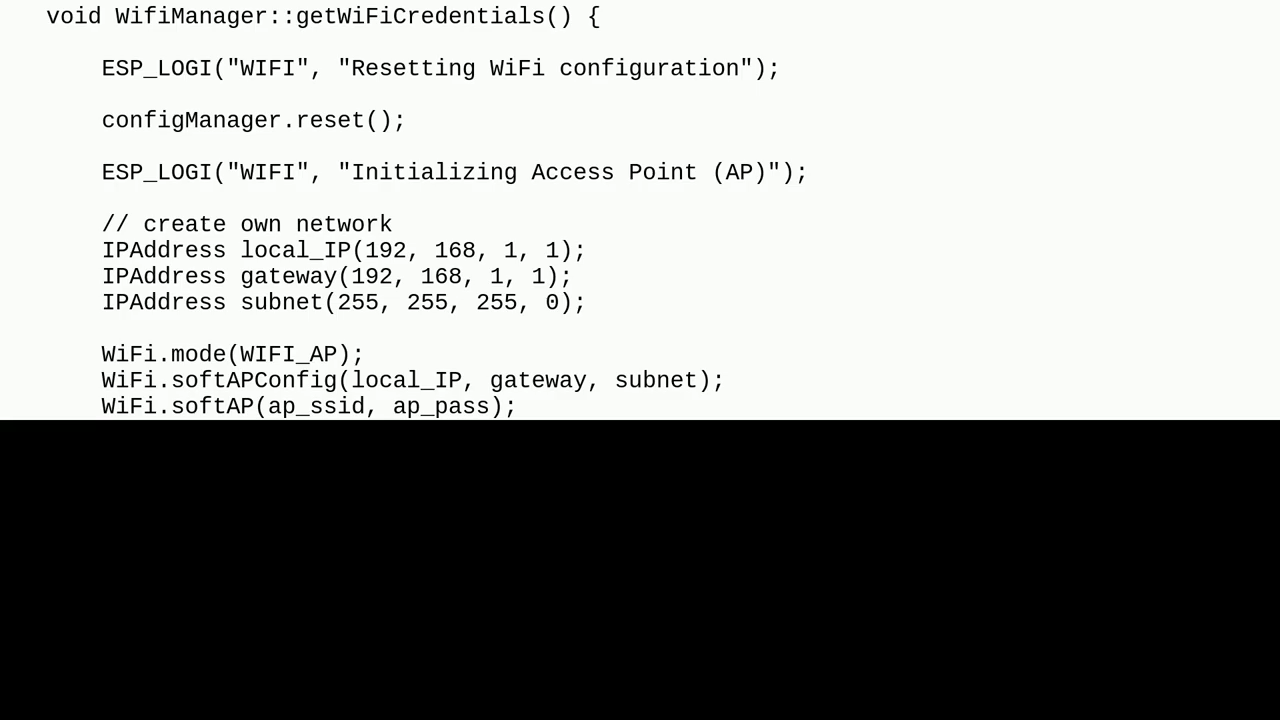 void WifiManager::getWiFiCredentials() {
ESP_LOGI("WIFI", "Resetting WiFi configuration");
configManager.reset();
ESP_LOGI("WIFI", "Initializing Access Point (AP)");
// create own network
IPAddress local_IP(192, 168, 1, 1);
IPAddress gateway(192, 168, 1, 1);
IPAddress subnet(255, 255, 255, 0);
WiFi.mode(WIFI_AP);
WiFi.softAPConfig(local_IP, gateway, subnet);
WiFi.softAP(ap_ssid, ap_pass);